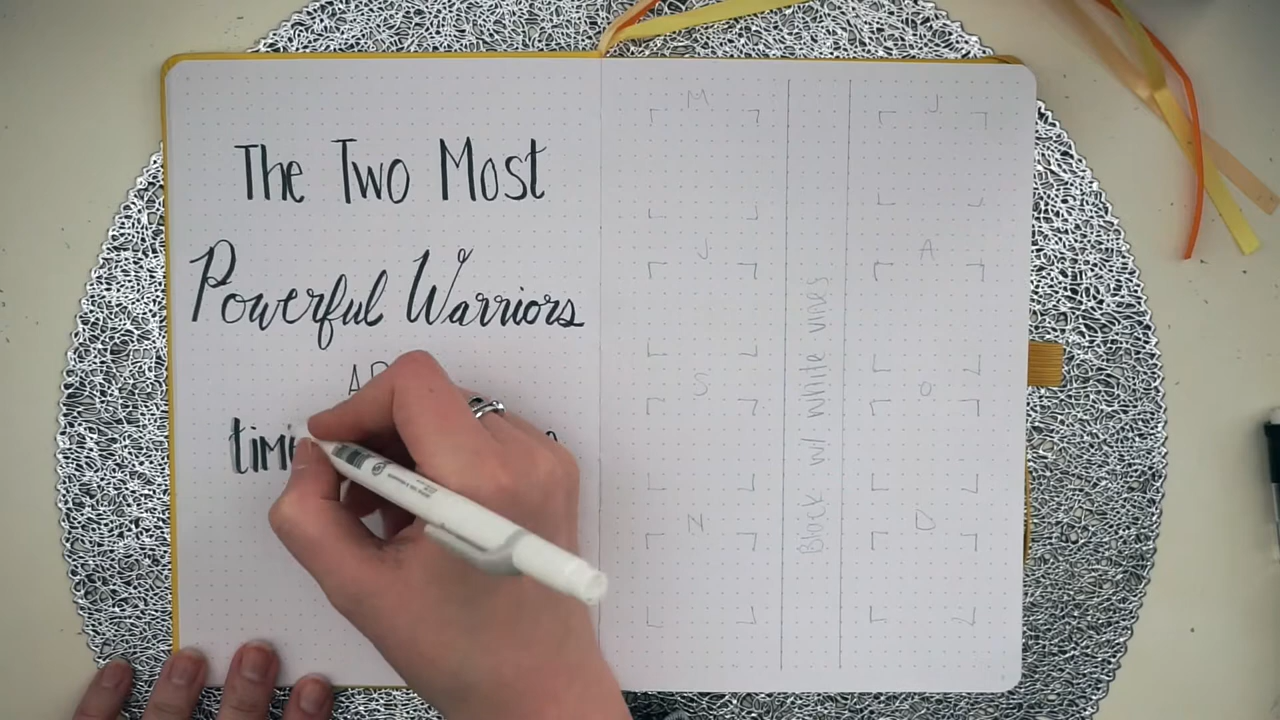 The Two Most
Powerful Warriors
M
J
J
A
S
O
N
D
Block w/ white vines